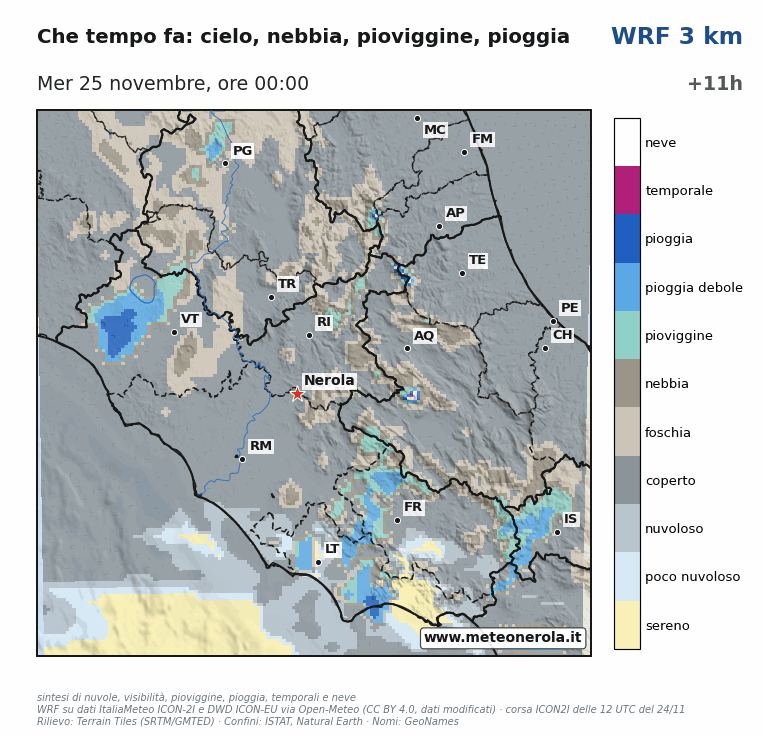 Che tempo fa: cielo, nebbia, pioviggine, pioggia
WRF 3 km
Mer 25 novembre, ore 00:00
+11h
MC
FM
PG
AP
TE
TR
PE
VT
RI
AQ
CH
Nerola
RM
FR
IS
LT
www.meteonerola.it
neve
temporale
pioggia
pioggia debole
pioviggine
nebbia
foschia
coperto
nuvoloso
poco nuvoloso
sereno
sintesi di nuvole, visibilità, pioviggine, pioggia, temporali e neve
WRF su dati ItaliaMeteo ICON-2I e DWD ICON-EU via Open-Meteo (CC BY 4.0, dati modificati) · corsa ICON2I delle 12 UTC del 24/11
Rilievo: Terrain Tiles (SRTM/GMTED) · Confini: ISTAT, Natural Earth · Nomi: GeoNames